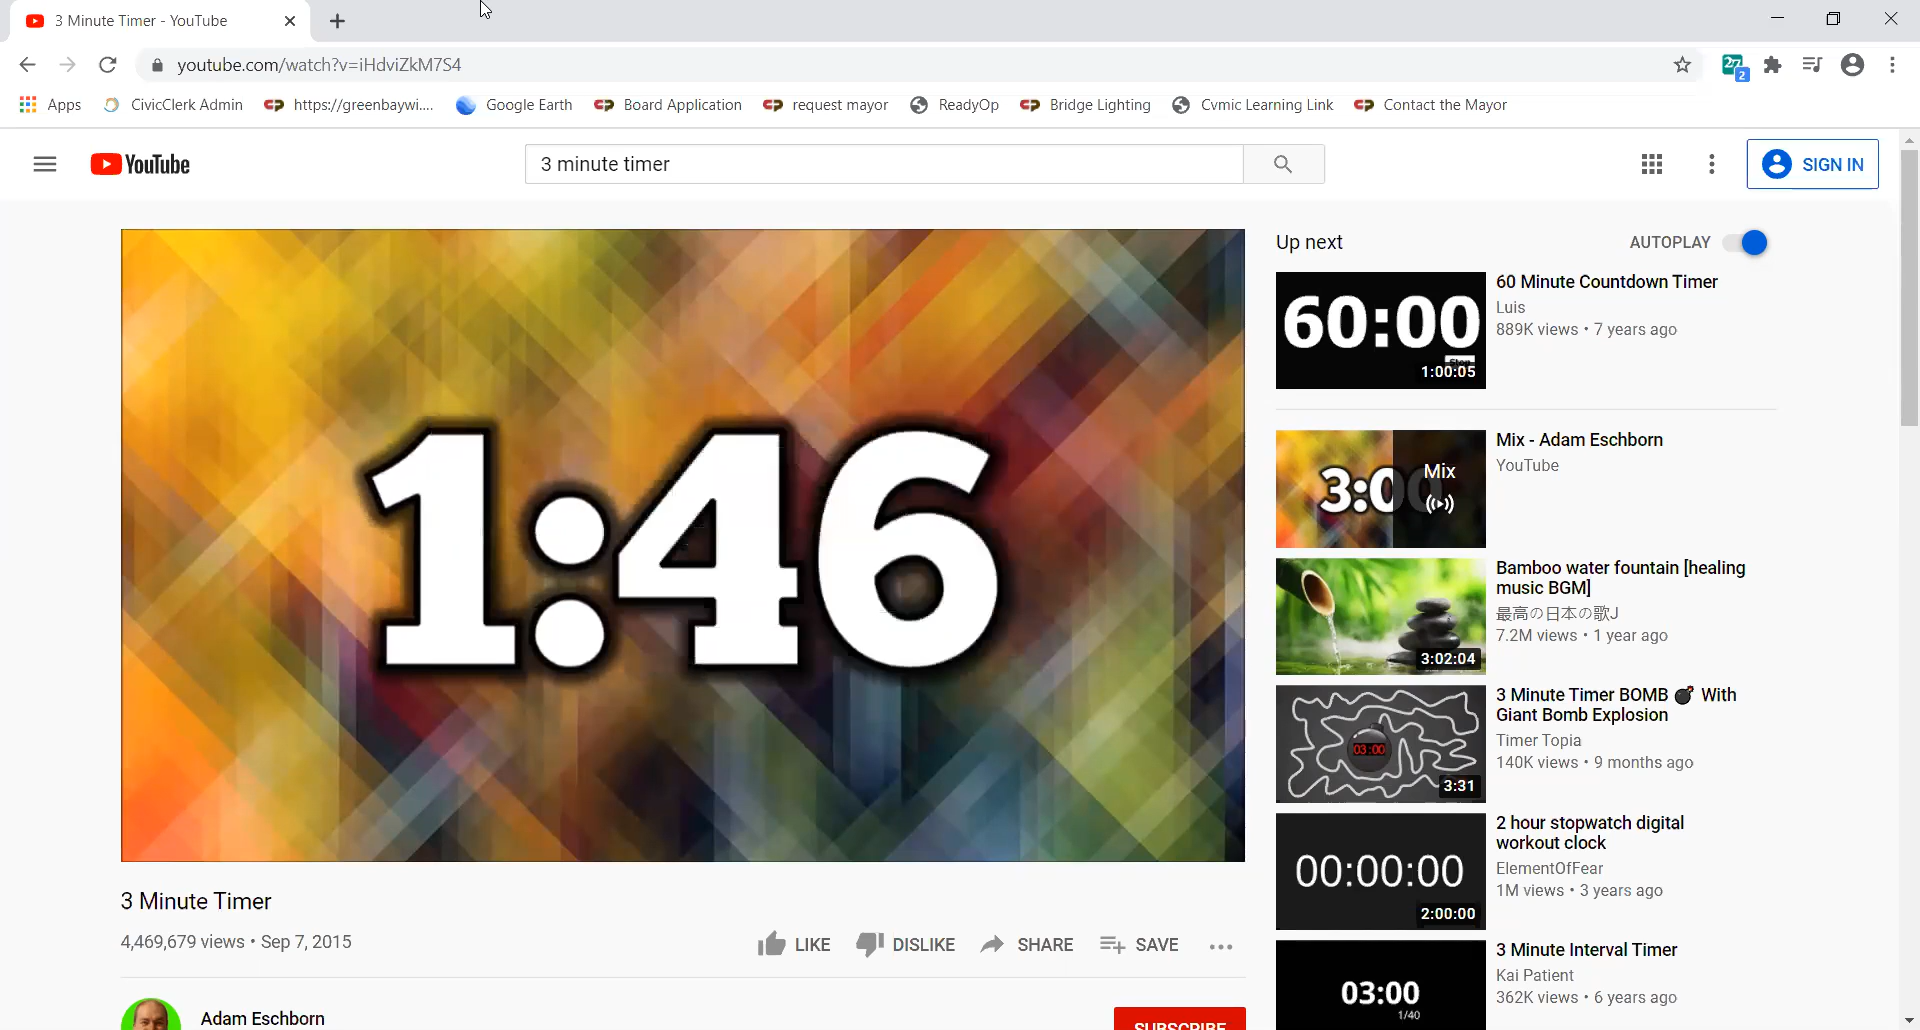 3 Minute Timer - YouTube
youtube.com/watch?v=iHdviZkM7S4
27
2
Apps
CivicClerk Admin
https://greenbaywi....
Google Earth
Board Application
request mayor
ReadyOp
Bridge Lighting
Cvmic Learning Link
Contact the Mayor
YouTube
3 minute timer
SIGN IN
1:46
3 Minute Timer
4,469,679 views • Sep 7, 2015
LIKE
DISLIKE
SHARE
SAVE
Adam Eschborn
SUBSCRIBE
Up next
AUTOPLAY
60:00
Stop
1:00:05
60 Minute Countdown Timer
Luis
889K views • 7 years ago
3:00
Mix
Mix - Adam Eschborn
YouTube
3:02:04
Bamboo water fountain [healing
music BGM]
最高の日本の歌J
7.2M views • 1 year ago
03:00
3:31
3 Minute Timer BOMB 💣 With
Giant Bomb Explosion
Timer Topia
140K views • 9 months ago
00:00:00
2:00:00
2 hour stopwatch digital
workout clock
ElementOfFear
1M views • 3 years ago
03:00
1/40
3 Minute Interval Timer
Kai Patient
362K views • 6 years ago